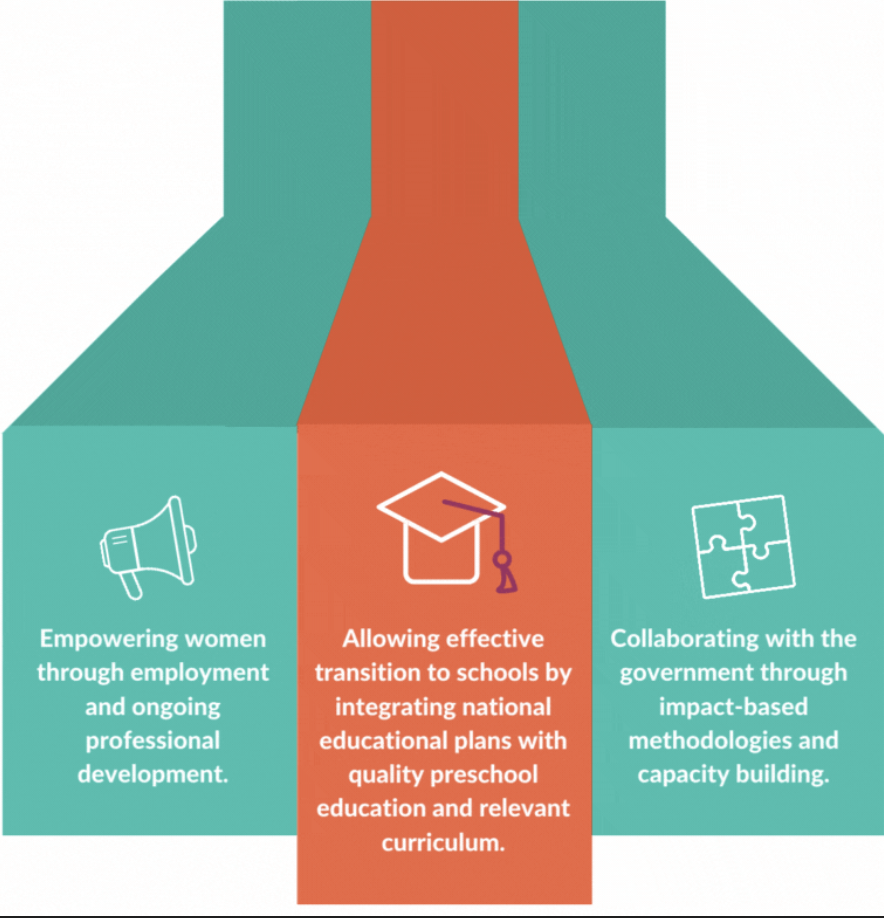 Empowering women
through employment
and ongoing
professional
development.
Allowing effective
transition to schools by
integrating national
educational plans with
quality preschool
education and relevant
curriculum.
Collaborating with the
government through
impact-based
methodologies and
capacity building.